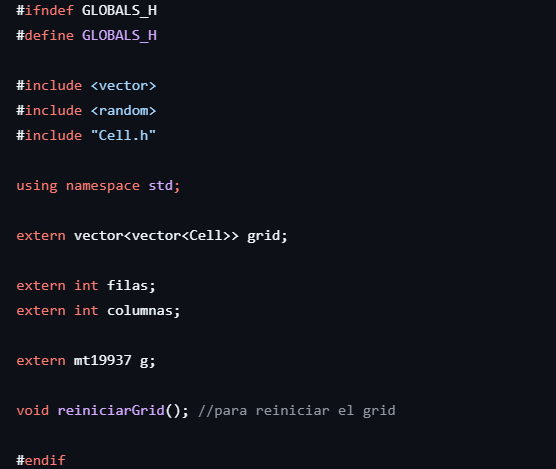 #ifndef GLOBALS_H
#define GLOBALS_H
#include <vector>
#include <random>
#include "Cell.h"
using namespace std;
extern vector<vector<Cell>> grid;
extern int filas;
extern int columnas;
extern mt19937 g;
void reiniciarGrid(); //para reiniciar el grid
#endif